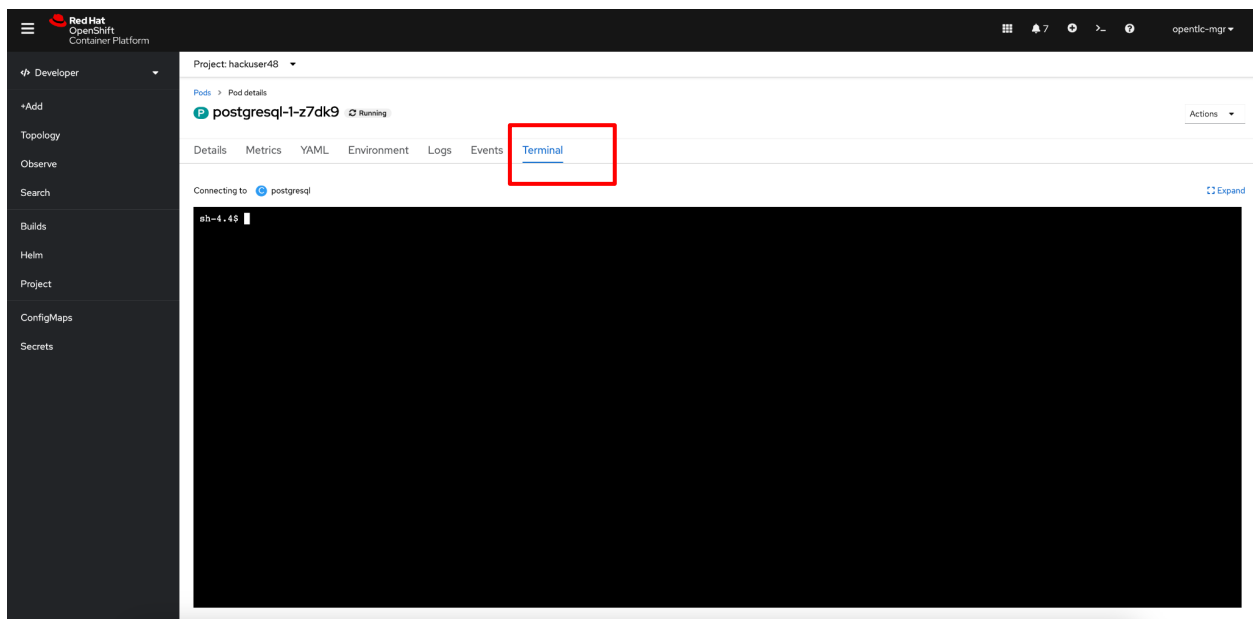 Red Hat
OpenShift
Container Platform
7
>_
opentlc-mgr
</> Developer
+Add
Topology
Observe
Search
Builds
Helm
Project
ConfigMaps
Secrets
Project: hackuser48
Pods > Pod details
P postgresql-1-z7dk9 Running
Actions
Details Metrics YAML Environment Logs Events Terminal
Connecting to C postgresql
Expand
sh-4.4$